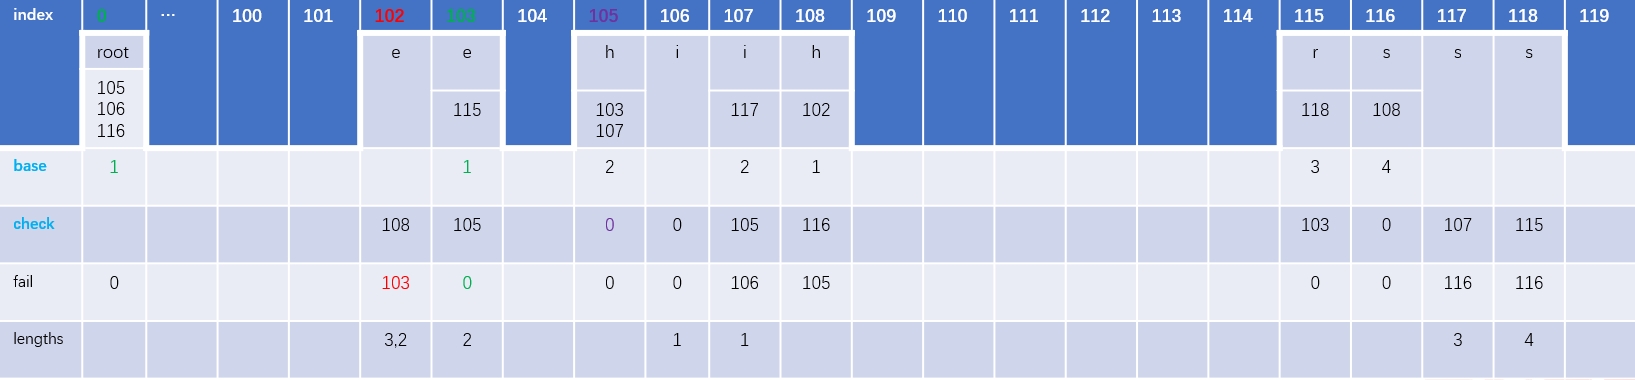 index 0 ... 100 101 102 103 104 105 106 107 108 109 110 111 112 113 114 115 116 117 118 119
root e e h i i h r s s s
105 115 103 117 102 118 108
106 107
116
base 1 1 2 2 1 3 4
check 108 105 0 0 105 116 103 0 107 115
fail 0 103 0 0 0 106 105 0 0 116 116
lengths 3,2 2 1 1 3 4